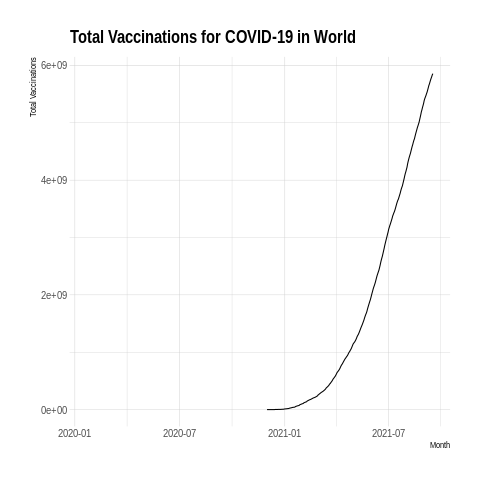 Total Vaccinations for COVID-19 in World
Total Vaccinations
6e+09
4e+09
2e+09
0e+00
2020-01 2020-07 2021-01 2021-07
Month